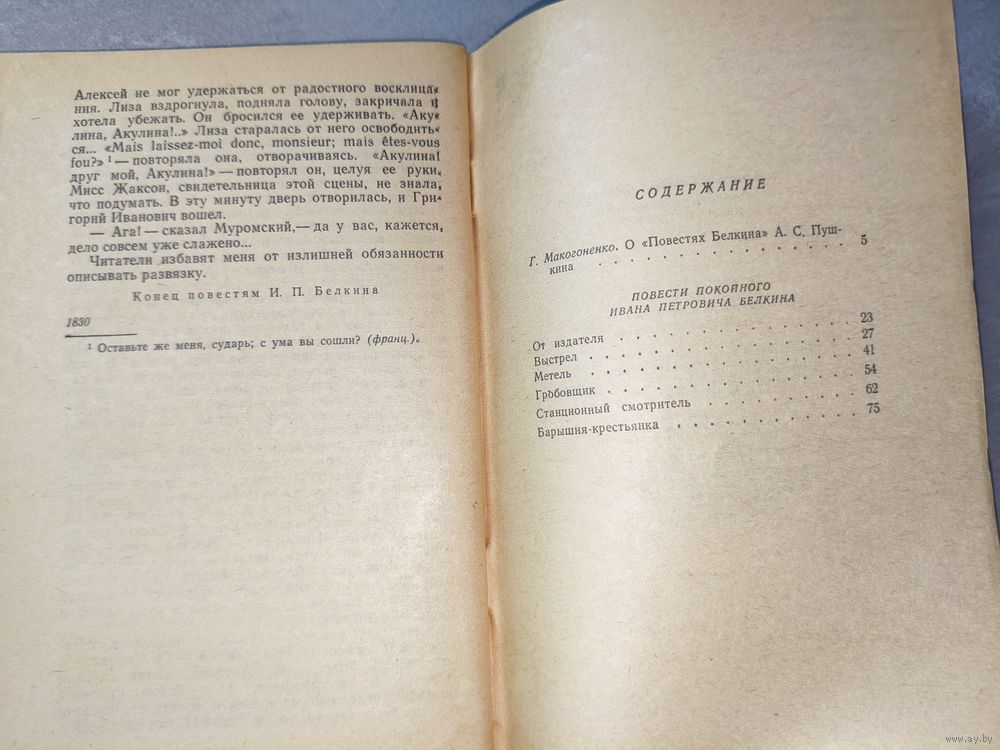 Алексей не мог удержаться от радостного восклица-
ния. Лиза вздрогнула, подняла голову, закричала и
хотела убежать. Он бросился ее удерживать. «Аку-
лина, Акулина!..» Лиза старалась от него освободить-
ся... «Mais laissez-moi donc, monsieur; mais êtes-vous
fou?» ¹ — повторяла она, отворачиваясь. «Акулина!
друг мой, Акулина!» — повторял он, целуя ее руки.
Мисс Жаксон, свидетельница этой сцены, не знала,
что подумать. В эту минуту дверь отворилась, и Гри-
горий Иванович вошел.
— Ага! — сказал Муромский,— да у вас, кажется,
дело совсем уже слажено...
Читатели избавят меня от излишней обязанности
описывать развязку.
Конец повестям И. П. Белкина
1830
¹ Оставьте же меня, сударь; с ума вы сошли? (франц.).
СОДЕРЖАНИЕ
Г. Макогоненко. О «Повестях Белкина» А. С. Пуш-
кина . . . . . . . . . . . . 5
ПОВЕСТИ ПОКОЙНОГО
ИВАНА ПЕТРОВИЧА БЕЛКИНА
От издателя . . . . . . . . . . . . 23
Выстрел . . . . . . . . . . . . 27
Метель . . . . . . . . . . . . 41
Гробовщик . . . . . . . . . . . . 54
Станционный смотритель . . . . . . . . 62
Барышня-крестьянка . . . . . . . . . 75
www.ay.by